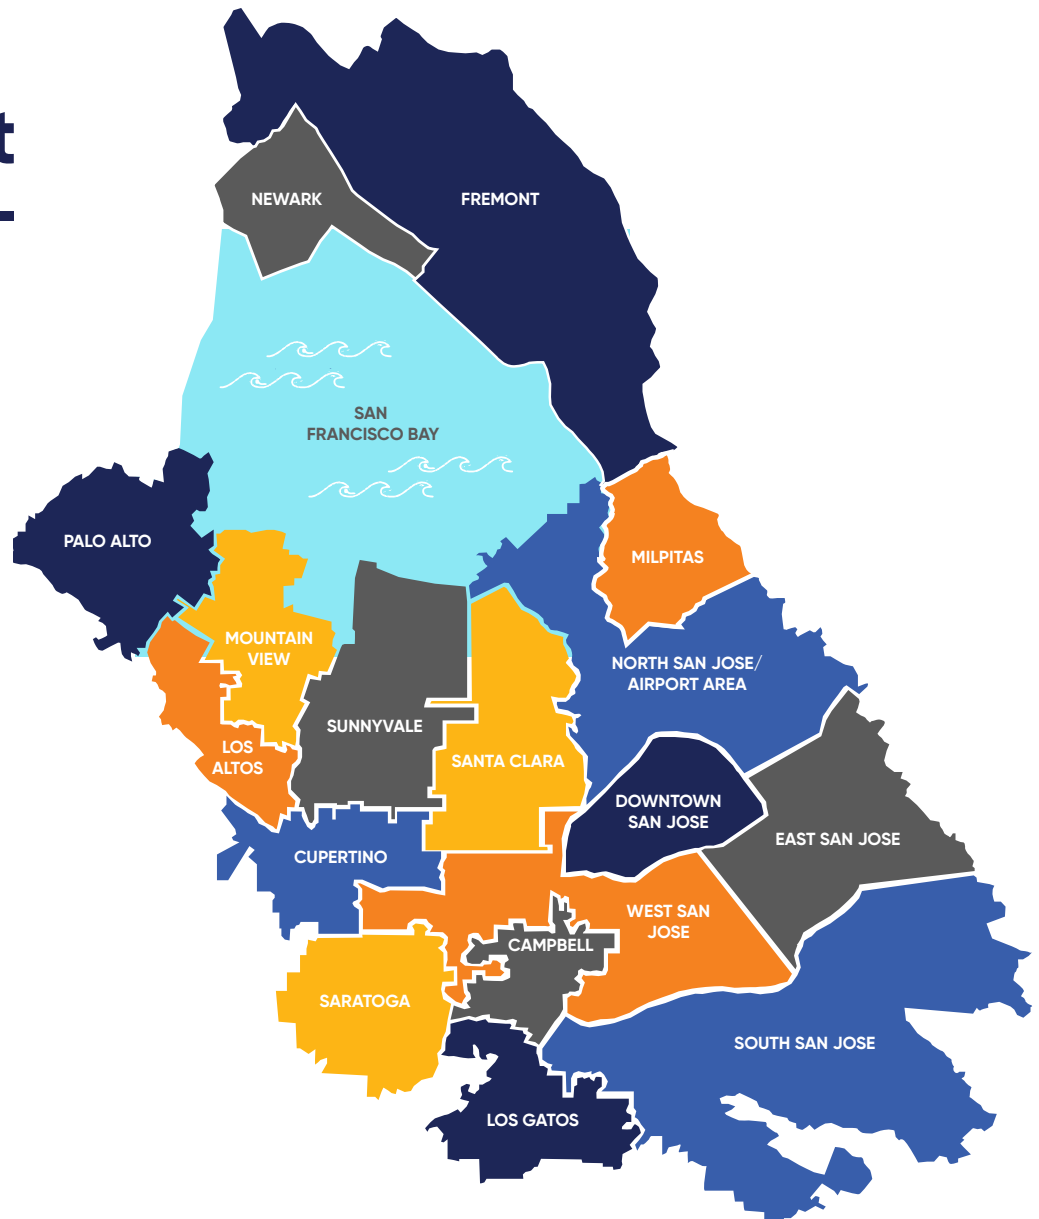 t
NEWARK
FREMONT
SAN
FRANCISCO BAY
PALO ALTO
MILPITAS
MOUNTAIN
VIEW
NORTH SAN JOSE/
AIRPORT AREA
SUNNYVALE
LOS
ALTOS
SANTA CLARA
DOWNTOWN
SAN JOSE
EAST SAN JOSE
CUPERTINO
WEST SAN
JOSE
CAMPBELL
SARATOGA
SOUTH SAN JOSE
LOS GATOS